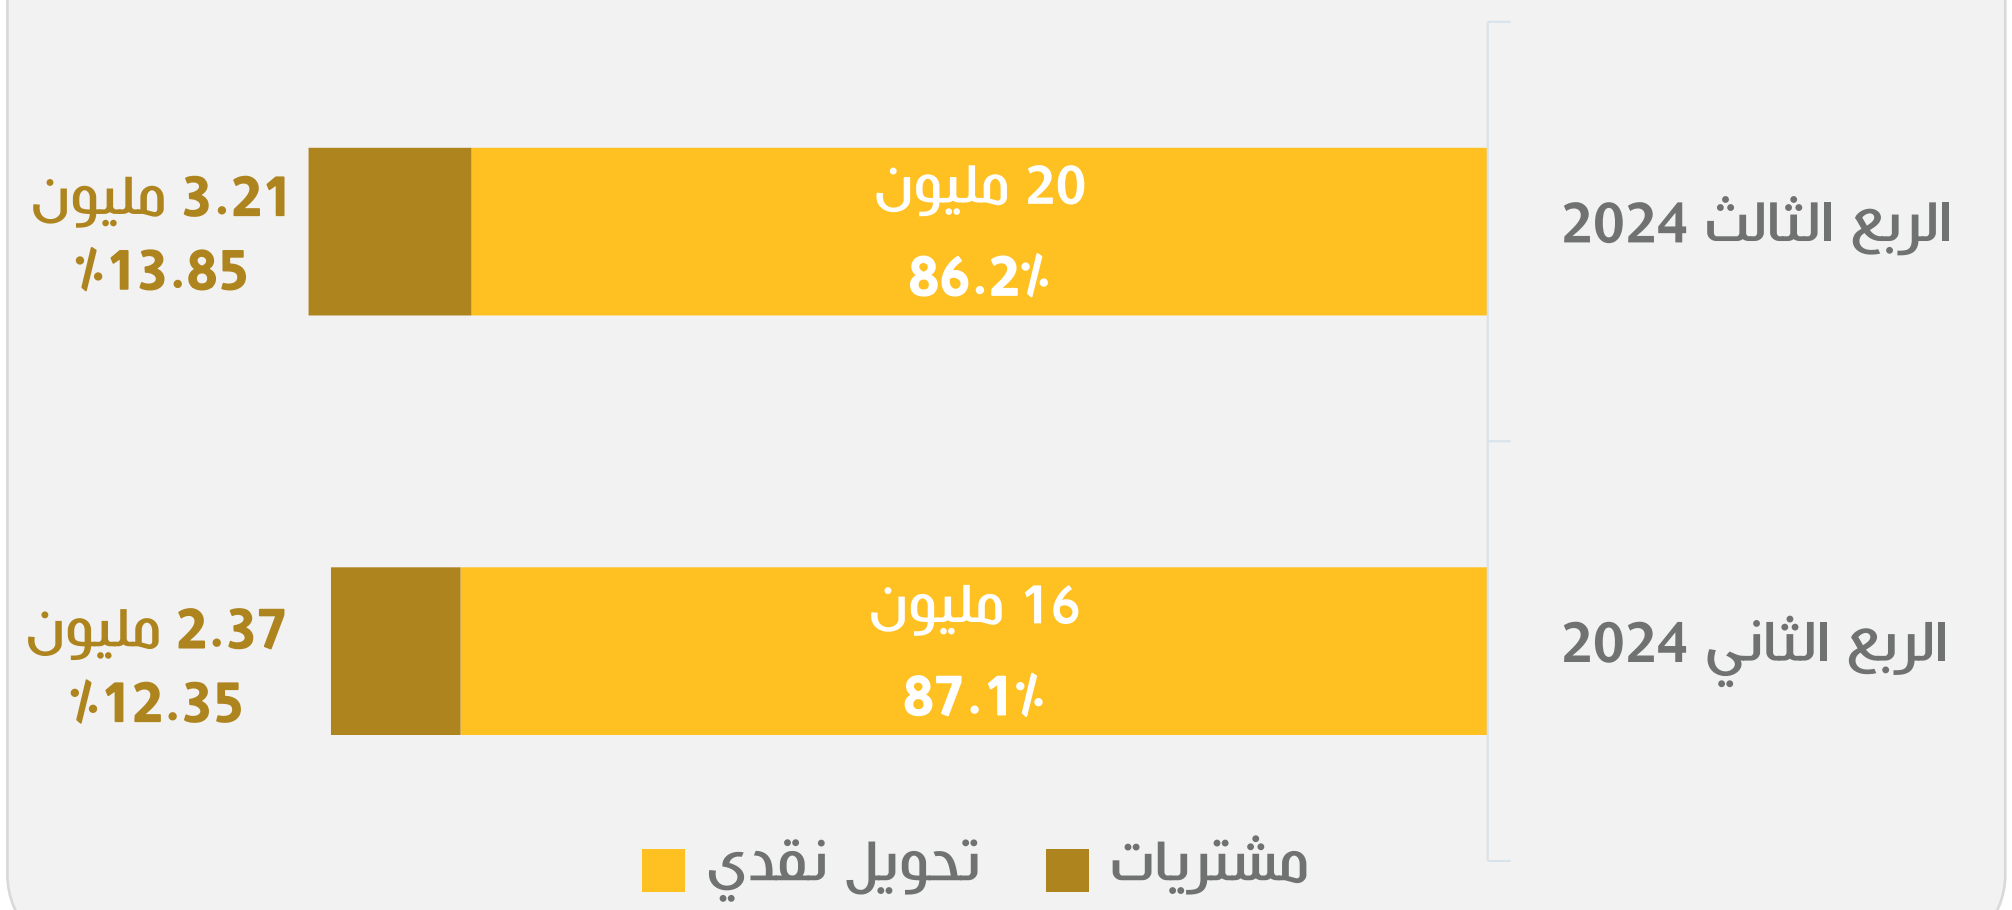 الربع الثالث 2024
20 مليون
86.2٪
3.21 مليون
13.85٪
الربع الثاني 2024
16 مليون
87.1٪
2.37 مليون
12.35٪
مشتريات
تحويل نقدي